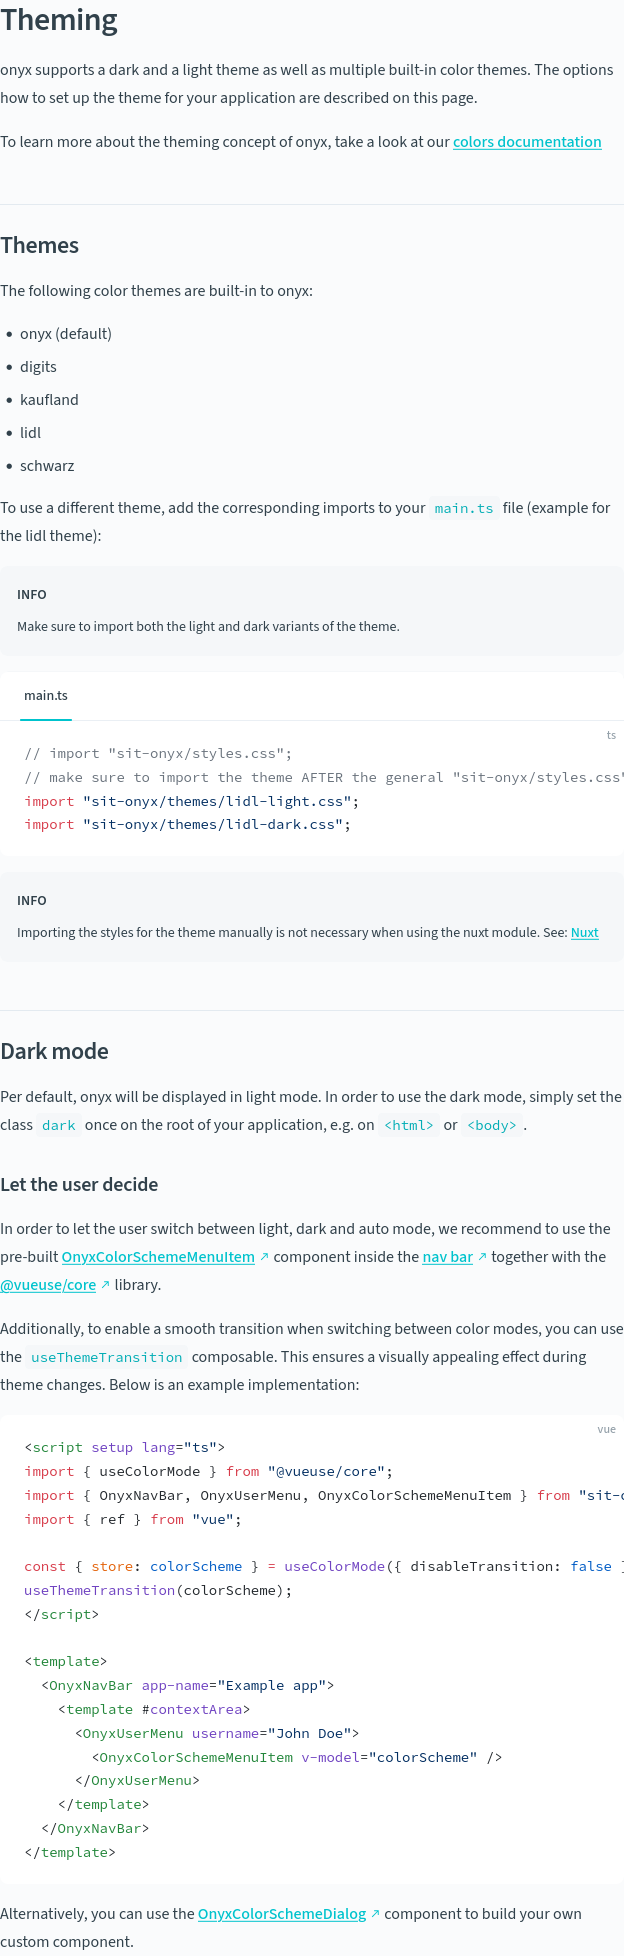 Theming
onyx supports a dark and a light theme as well as multiple built-in color themes. The options
how to set up the theme for your application are described on this page.
To learn more about the theming concept of onyx, take a look at our colors documentation
Themes
The following color themes are built-in to onyx:
• onyx (default)
• digits
• kaufland
• lidl
• schwarz
To use a different theme, add the corresponding imports to your main.ts file (example for
the lidl theme):
INFO
Make sure to import both the light and dark variants of the theme.
main.ts
ts
// import "sit-onyx/styles.css";
// make sure to import the theme AFTER the general "sit-onyx/styles.css"
import "sit-onyx/themes/lidl-light.css";
import "sit-onyx/themes/lidl-dark.css";
INFO
Importing the styles for the theme manually is not necessary when using the nuxt module. See: Nuxt
Dark mode
Per default, onyx will be displayed in light mode. In order to use the dark mode, simply set the
class dark once on the root of your application, e.g. on <html> or <body>.
Let the user decide
In order to let the user switch between light, dark and auto mode, we recommend to use the
pre-built OnyxColorSchemeMenuItem ↗ component inside the nav bar ↗ together with the
@vueuse/core ↗ library.
Additionally, to enable a smooth transition when switching between color modes, you can use
the useThemeTransition composable. This ensures a visually appealing effect during
theme changes. Below is an example implementation:
vue
<script setup lang="ts">
import { useColorMode } from "@vueuse/core";
import { OnyxNavBar, OnyxUserMenu, OnyxColorSchemeMenuItem } from "sit-o
import { ref } from "vue";
const { store: colorScheme } = useColorMode({ disableTransition: false }
useThemeTransition(colorScheme);
</script>
<template>
<OnyxNavBar app-name="Example app">
<template #contextArea>
<OnyxUserMenu username="John Doe">
<OnyxColorSchemeMenuItem v-model="colorScheme" />
</OnyxUserMenu>
</template>
</OnyxNavBar>
</template>
Alternatively, you can use the OnyxColorSchemeDialog ↗ component to build your own
custom component.